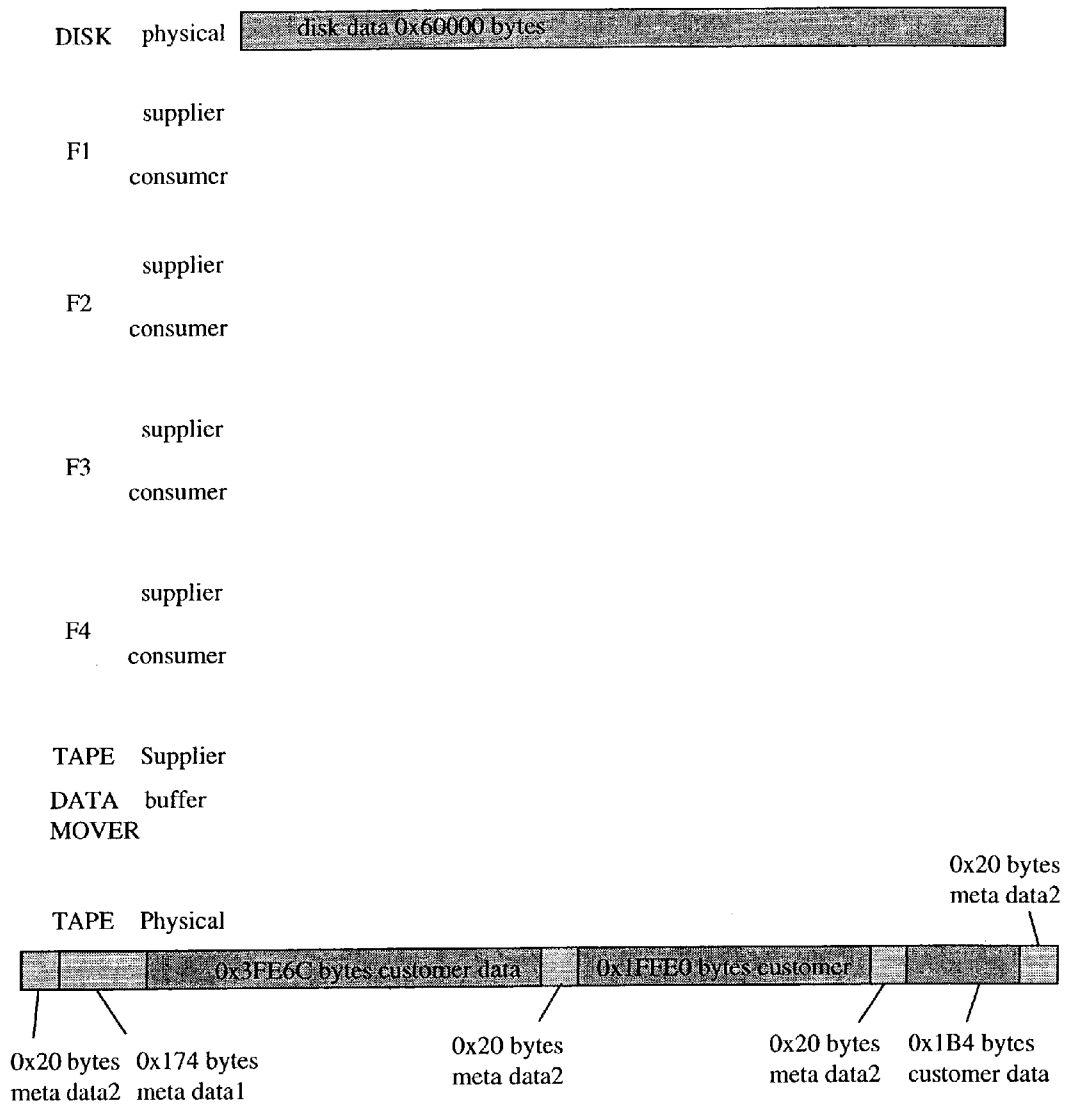 DISK physical disk data 0x60000 bytes
supplier
F1
consumer
supplier
F2
consumer
supplier
F3
consumer
supplier
F4
consumer
TAPE Supplier
DATA buffer
MOVER
0x20 bytes
meta data2
TAPE Physical
0x3FE6C bytes customer data 0x1FFE0 bytes customer
0x20 bytes 0x174 bytes 0x20 bytes 0x20 bytes 0x1B4 bytes
meta data2 meta data1 meta data2 meta data2 customer data